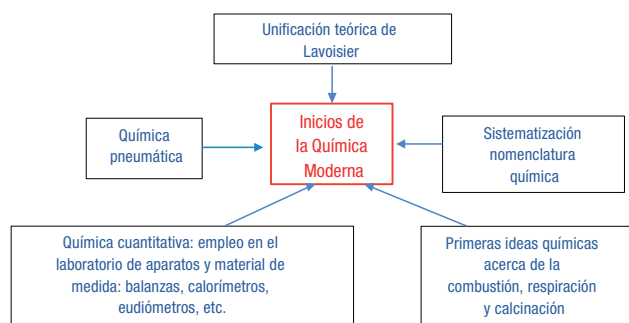 Unificación teórica de
Lavoisier
Química
pneumática
Inicios de
la Química
Moderna
Sistematización
nomenclatura
química
Química cuantitativa: empleo en el
laboratorio de aparatos y material de
medida: balanzas, calorímetros,
eudiómetros, etc.
Primeras ideas químicas
acerca de la
combustión, respiración
y calcinación